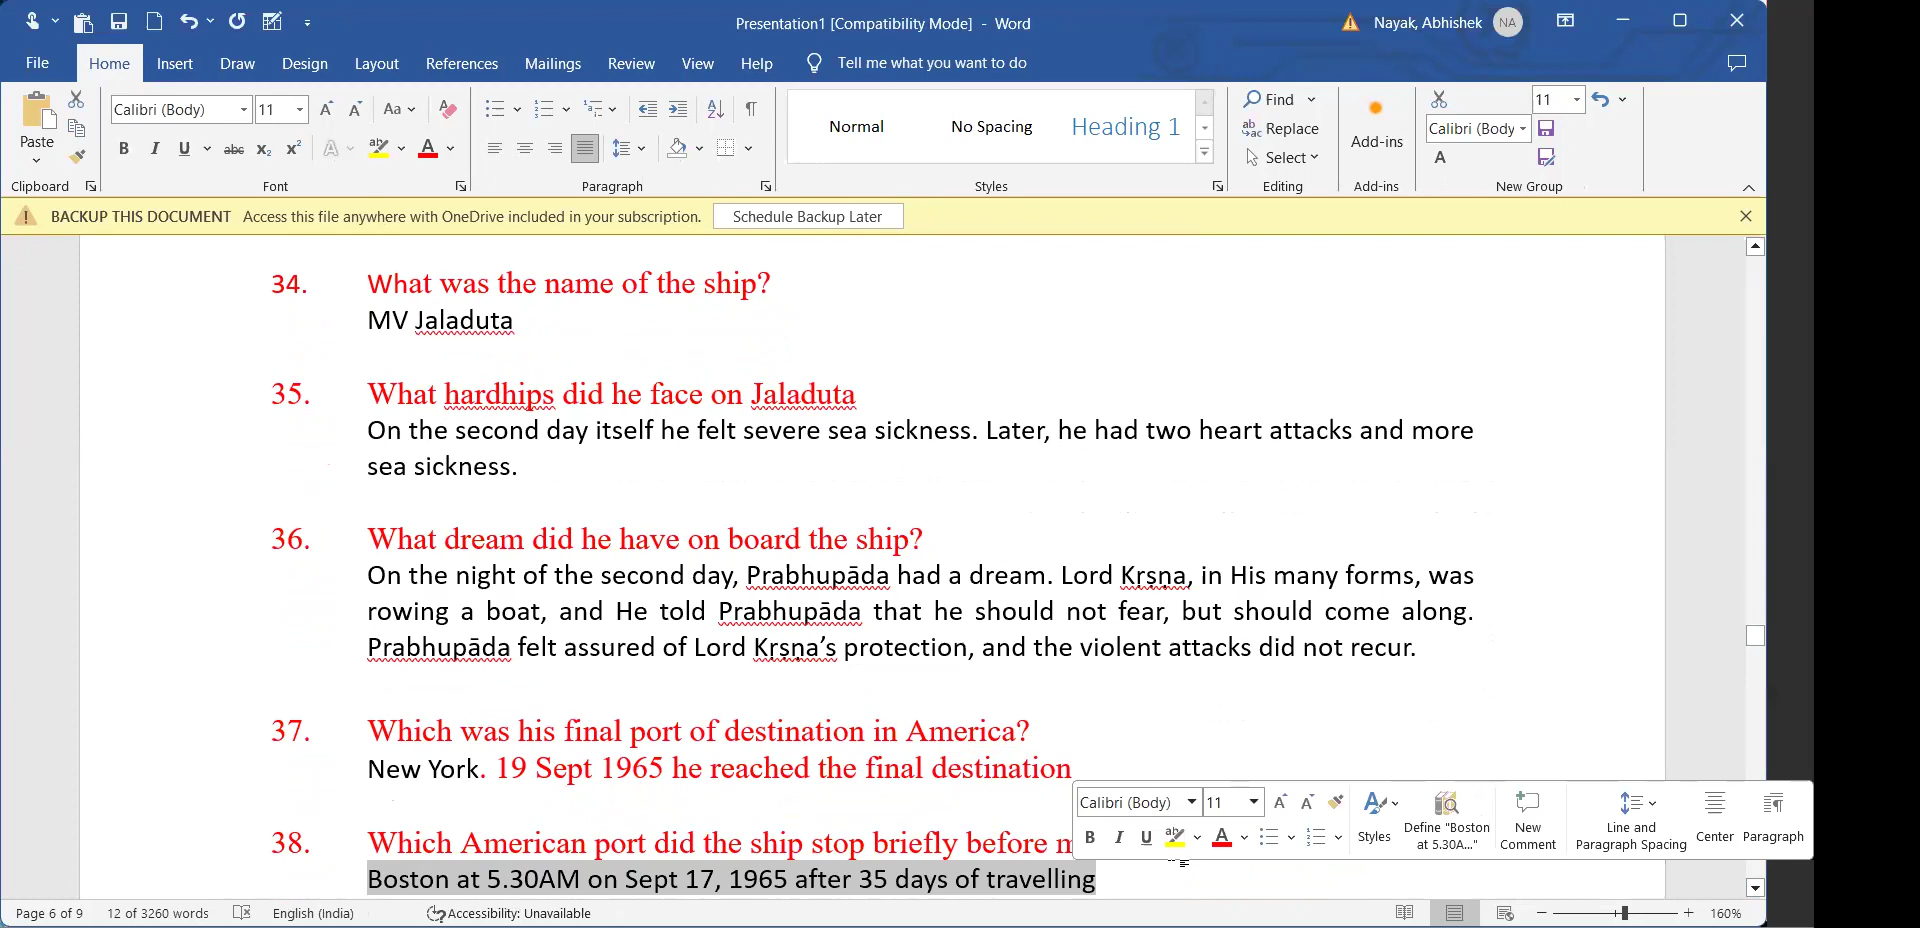 Presentation1 [Compatibility Mode] - Word
Nayak, Abhishek NA
File Home Insert Draw Design Layout References Mailings Review View Help Tell me what you want to do
Calibri (Body) 11 Aa
Find
11
Normal No Spacing Heading 1
Replace
Calibri (Body
Paste
Add-ins
B I U abc x₂ x² A ab A
Select
A
Clipboard Font Paragraph Styles Editing Add-ins New Group
BACKUP THIS DOCUMENT Access this file anywhere with OneDrive included in your subscription. Schedule Backup Later
34. What was the name of the ship?
MV Jaladuta
35. What hardhips did he face on Jaladuta
On the second day itself he felt severe sea sickness. Later, he had two heart attacks and more
sea sickness.
36. What dream did he have on board the ship?
On the night of the second day, Prabhupāda had a dream. Lord Kṛṣṇa, in His many forms, was
rowing a boat, and He told Prabhupāda that he should not fear, but should come along.
Prabhupāda felt assured of Lord Kṛṣṇa’s protection, and the violent attacks did not recur.
37. Which was his final port of destination in America?
New York. 19 Sept 1965 he reached the final destination
38. Which American port did the ship stop briefly before m
Boston at 5.30AM on Sept 17, 1965 after 35 days of travelling
Calibri (Body) 11 A A
B I U ab A
Styles
Define "Boston
at 5.30A..."
New
Comment
Line and
Paragraph Spacing
Center
Paragraph
Page 6 of 9 12 of 3260 words English (India) Accessibility: Unavailable 160%